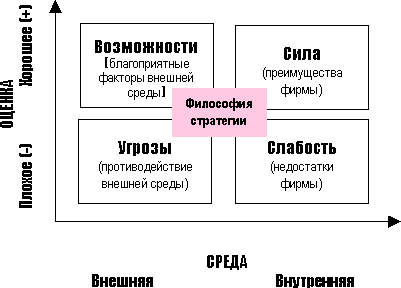 ОЦЕНКА
Хорошее (+)
Плохое (-)
Возможности
[благоприятные
факторы внешней
среды]
Сила
(преимущества
фирмы)
Философия
стратегии
Угрозы
(противодействие
внешней среды)
Слабость
(недостатки
фирмы)
СРЕДА
Внешняя
Внутренняя